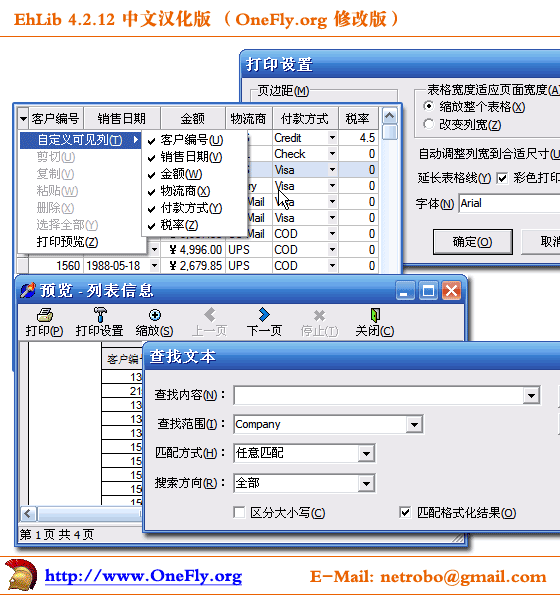 EhLib 4.2.12 中文汉化版 （OneFly.org 修改版）
打印设置
页边距(M)
表格宽度适应页面宽度(A)
缩放整个表格(X)
改变列宽(Z)
自动调整列宽到合适尺寸(U)
延长表格线(Y) 彩色打印
字体(N) Arial
确定(O) 取消
客户编号 销售日期 金额 物流商 付款方式 税率
自定义可见列(T)
剪切(U)
复制(V)
粘贴(W)
删除(X)
选择全部(Y)
打印预览(Z)
客户编号(U)
销售日期(V)
金额(W)
物流商(X)
付款方式(Y)
税率(Z)
Credit 4.5
Check 0
Visa 0
Visa 0
Mail Visa 0
Mail Visa 0
Mail COD 0
¥ 4,996.00 UPS COD 0
1560 1988-05-18 ¥ 2,679.85 UPS COD 0
预览 - 列表信息
打印(P) 打印设置 缩放(S) 上一页 下一页 停止(T) 关闭(C)
客户编
13
21
13
13
13
15
15
15
15
15
第 1 页 共 4 页
查找文本
查找内容(N)：
查找范围(I)： Company
匹配方式(H)： 任意匹配
搜索方向(R)： 全部
区分大小写(C) 匹配格式化结果(O)
http://www.OneFly.org E-Mail: netrobo@gmail.com